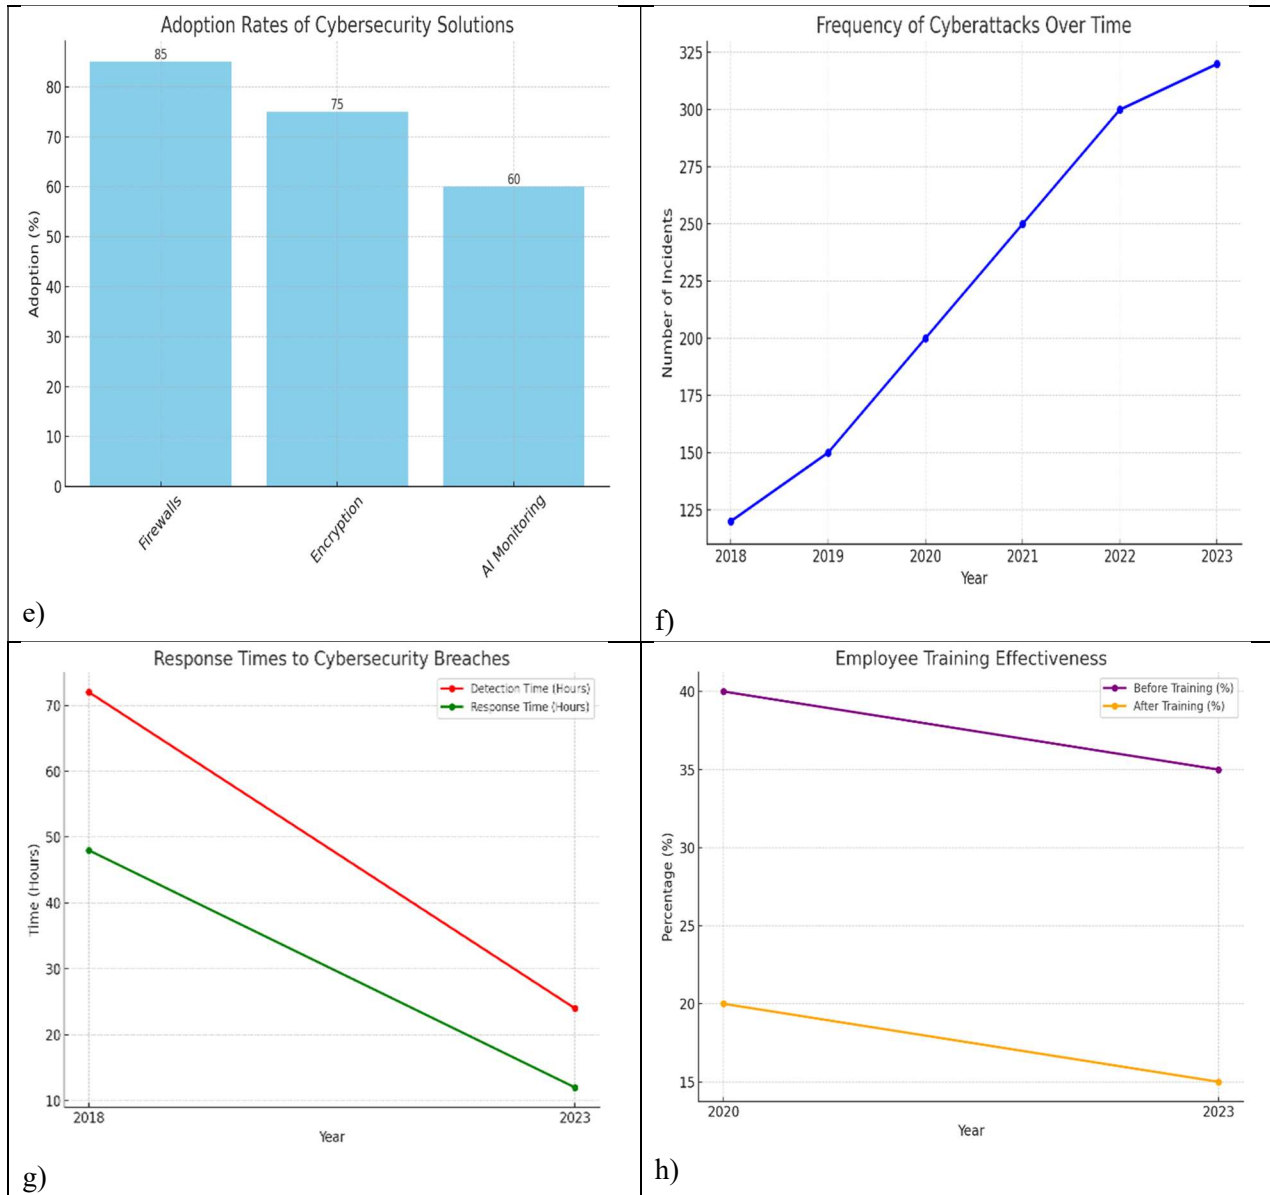 Adoption Rates of Cybersecurity Solutions
85
75
60
80
70
60
50
40
30
20
10
0
Adoption (%)
Firewalls
Encryption
AI Monitoring
e)
Frequency of Cyberattacks Over Time
325
300
275
250
225
200
175
150
125
Number of Incidents
2018 2019 2020 2021 2022 2023
Year
f)
Response Times to Cybersecurity Breaches
Detection Time (Hours)
Response Time (Hours)
70
60
50
40
30
20
10
Time (Hours)
2018 2023
Year
g)
Employee Training Effectiveness
Before Training (%)
After Training (%)
40
35
30
25
20
15
Percentage (%)
2020 2023
Year
h)